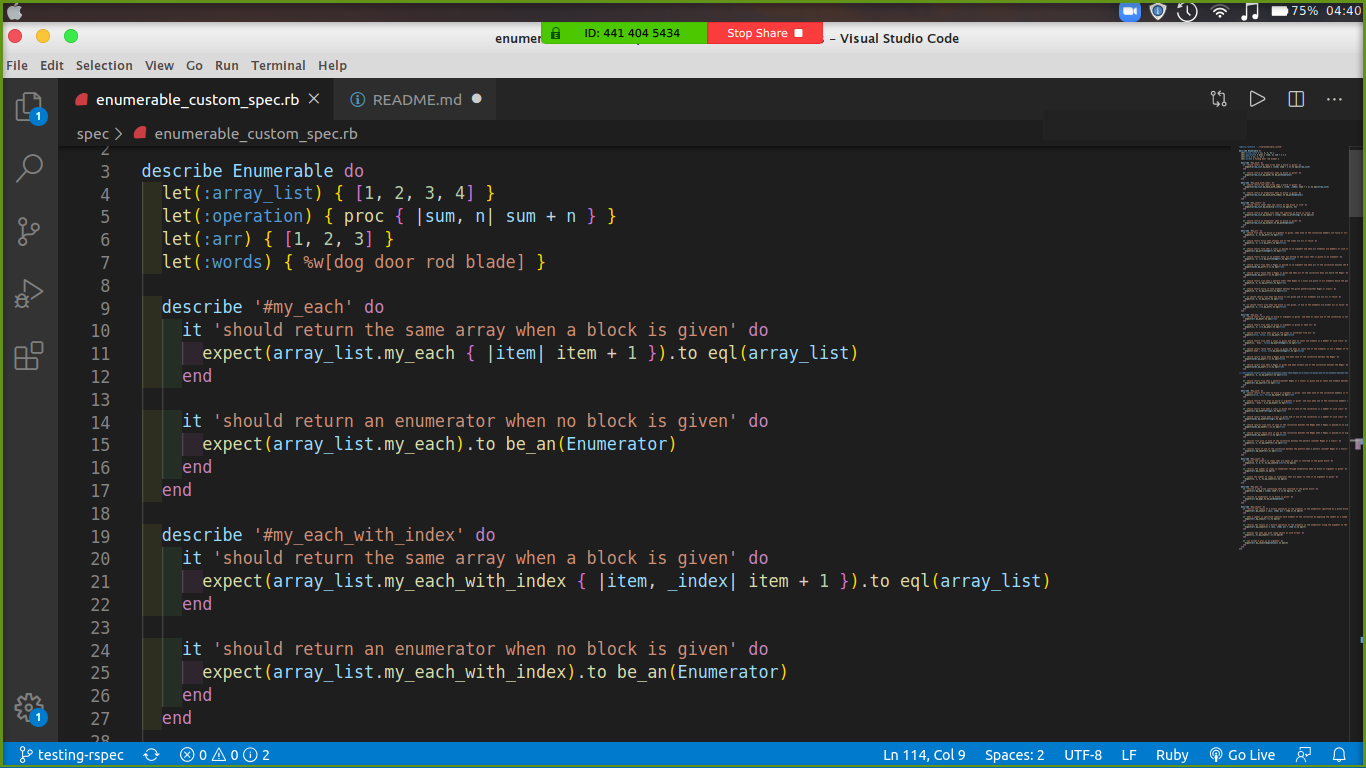 75% 04:40
enumer
ID: 441 404 5434 Stop Share
s - Visual Studio Code
File Edit Selection View Go Run Terminal Help
1
enumerable_custom_spec.rb
README.md
spec > enumerable_custom_spec.rb
2
3 describe Enumerable do
4 let(:array_list) { [1, 2, 3, 4] }
5 let(:operation) { proc { |sum, n| sum + n } }
6 let(:arr) { [1, 2, 3] }
7 let(:words) { %w[dog door rod blade] }
8
9 describe '#my_each' do
10 it 'should return the same array when a block is given' do
11 expect(array_list.my_each { |item| item + 1 }).to eql(array_list)
12 end
13
14 it 'should return an enumerator when no block is given' do
15 expect(array_list.my_each).to be_an(Enumerator)
16 end
17 end
18
19 describe '#my_each_with_index' do
20 it 'should return the same array when a block is given' do
21 expect(array_list.my_each_with_index { |item, _index| item + 1 }).to eql(array_list)
22 end
23
24 it 'should return an enumerator when no block is given' do
25 expect(array_list.my_each_with_index).to be_an(Enumerator)
26 end
27 end
28
1
testing-rspec 0 0 2 Ln 114, Col 9 Spaces: 2 UTF-8 LF Ruby Go Live